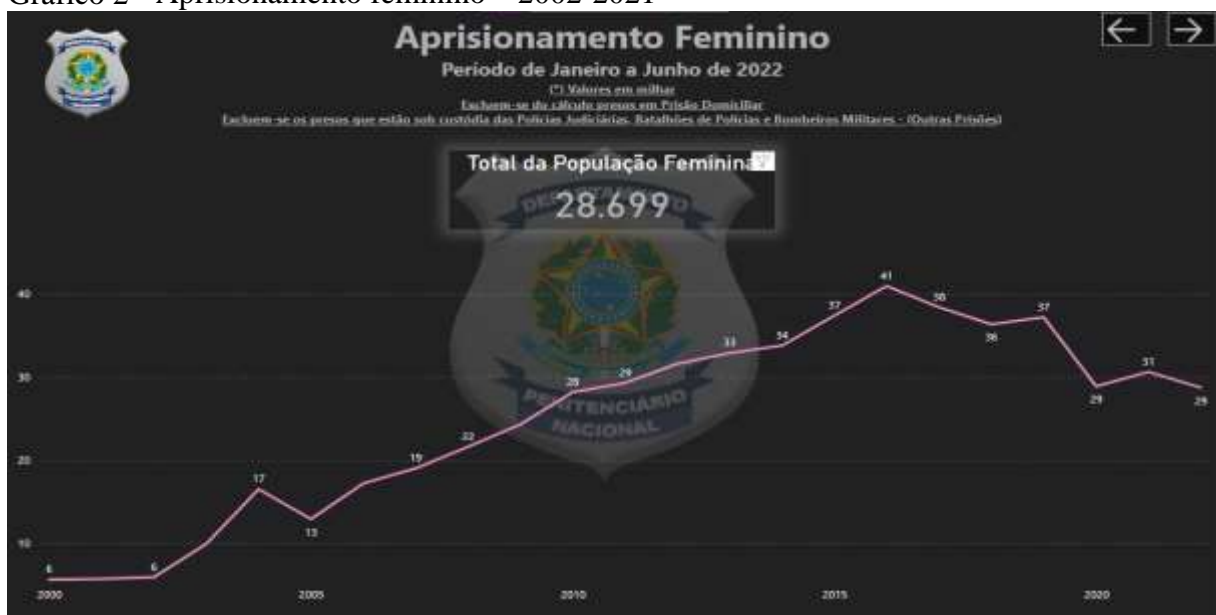 Gráfico 2 - Aprisionamento feminino – 2002-2021
Aprisionamento Feminino
Período de Janeiro a Junho de 2022
(*) Valores em milhar
Excluem-se do cálculo presos em Prisão Domiciliar
Excluem-se os presos que estão sob custódia das Polícias Judiciárias, Batalhões de Polícias e Bombeiros Militares - (Outras Prisões)
Total da População Feminina
28.699
DEPARTAMENTO
PENITENCIÁRIO
NACIONAL
40
30
20
10
6
6
17
13
19
22
28
29
33
34
37
41
38
36
37
29
31
29
2000
2005
2010
2015
2020